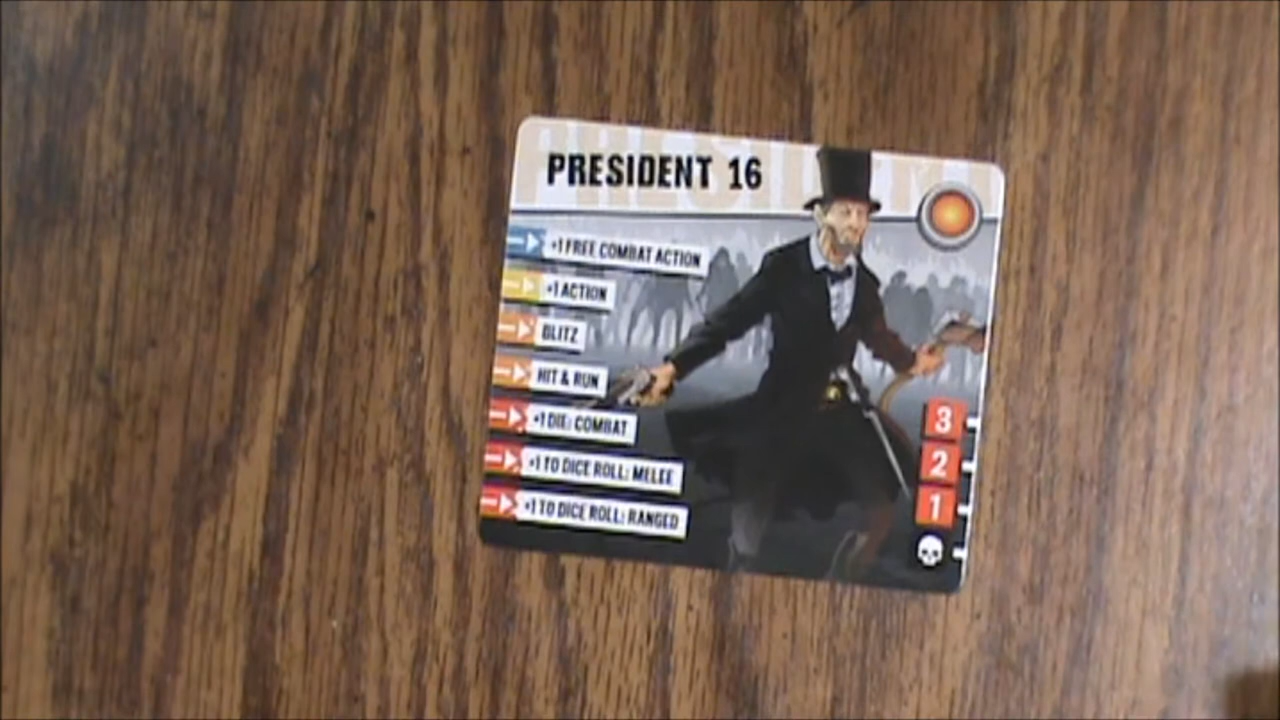 PRESIDENT 16
+1 FREE COMBAT ACTION
+1 ACTION
BLITZ
HIT & RUN
+1 DIE: COMBAT
+1 TO DICE ROLL: MELEE
+1 TO DICE ROLL: RANGED
3
2
1